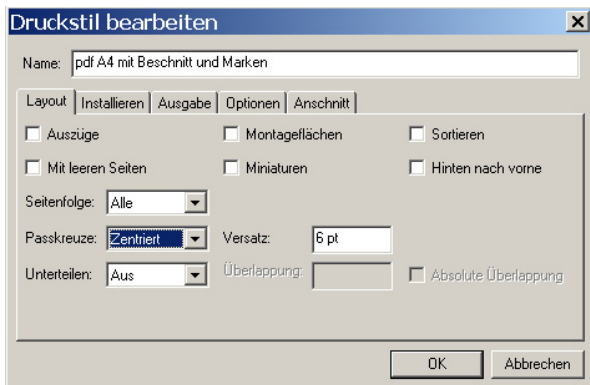 Druckstil bearbeiten
Name: pdf A4 mit Beschnitt und Marken
Layout Installieren Ausgabe Optionen Anschnitt
Auszüge Montageflächen Sortieren
Mit leeren Seiten Miniaturen Hinten nach vorne
Seitenfolge: Alle
Passkreuze: Zentriert Versatz: 6 pt
Unterteilen: Aus Überlappung: Absolute Überlappung
OK Abbrechen